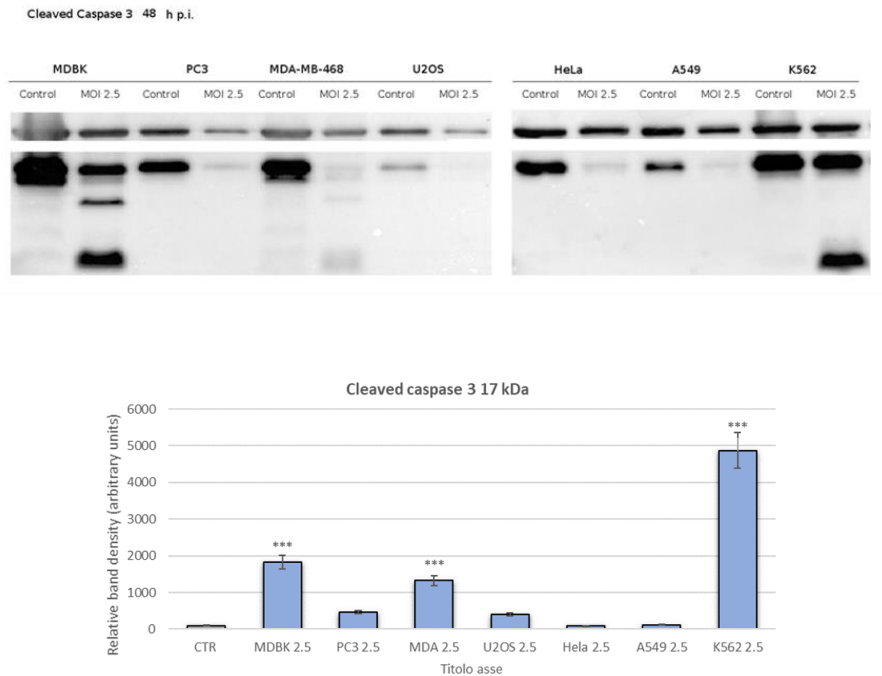 Cleaved Caspase 3 48 h p.i.
MDBK PC3 MDA-MB-468 U2OS HeLa A549 K562
Control MOI 2.5 Control MOI 2.5 Control MOI 2.5 Control MOI 2.5 Control MOI 2.5 Control MOI 2.5 Control MOI 2.5
Cleaved caspase 3 17 kDa
Relative band density (arbitrary units)
6000
5000
4000
3000
2000
1000
0
***
***
***
CTR MDBK 2.5 PC3 2.5 MDA 2.5 U2OS 2.5 Hela 2.5 A549 2.5 K562 2.5
Titolo asse